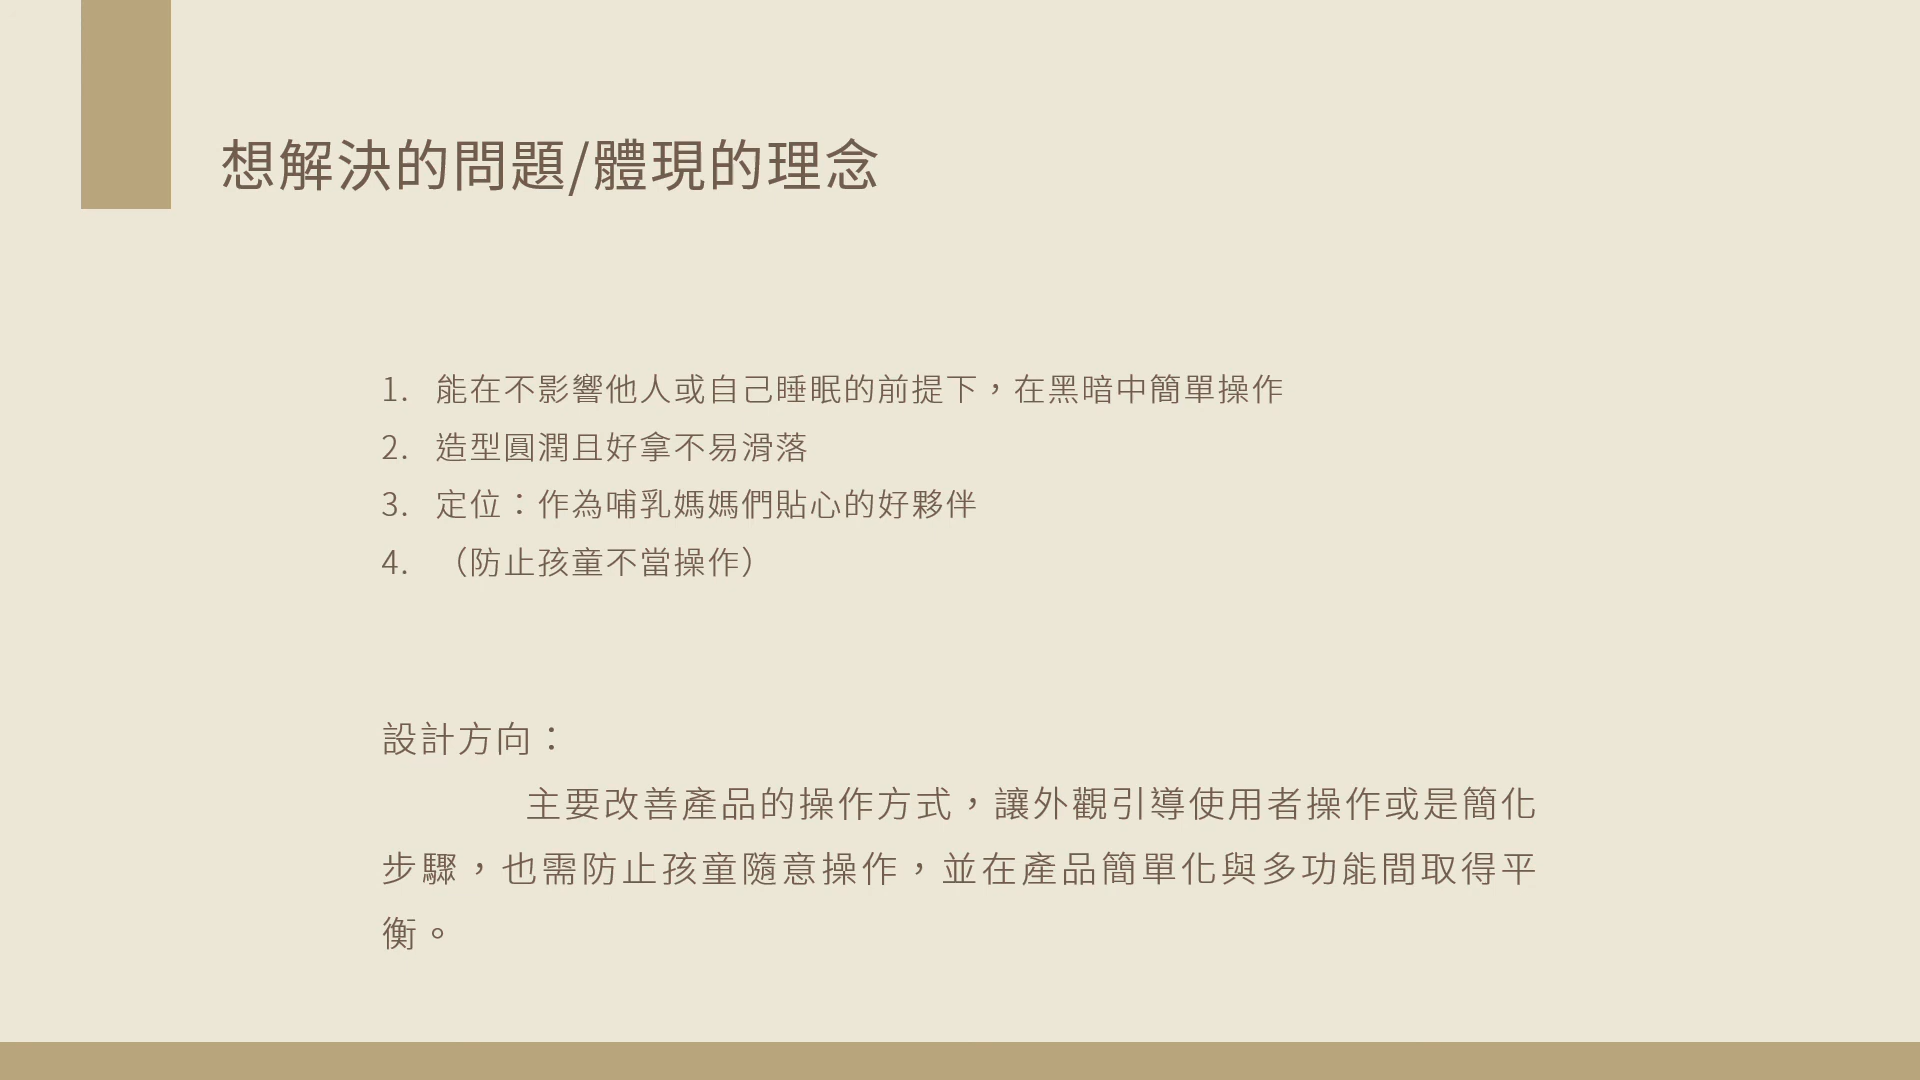 想解決的問題/體現的理念
1. 能在不影響他人或自己睡眠的前提下，在黑暗中簡單操作
2. 造型圓潤且好拿不易滑落
3. 定位：作為哺乳媽媽們貼心的好夥伴
4. （防止孩童不當操作）
設計方向：
主要改善產品的操作方式，讓外觀引導使用者操作或是簡化
步驟，也需防止孩童隨意操作，並在產品簡單化與多功能間取得平
衡。